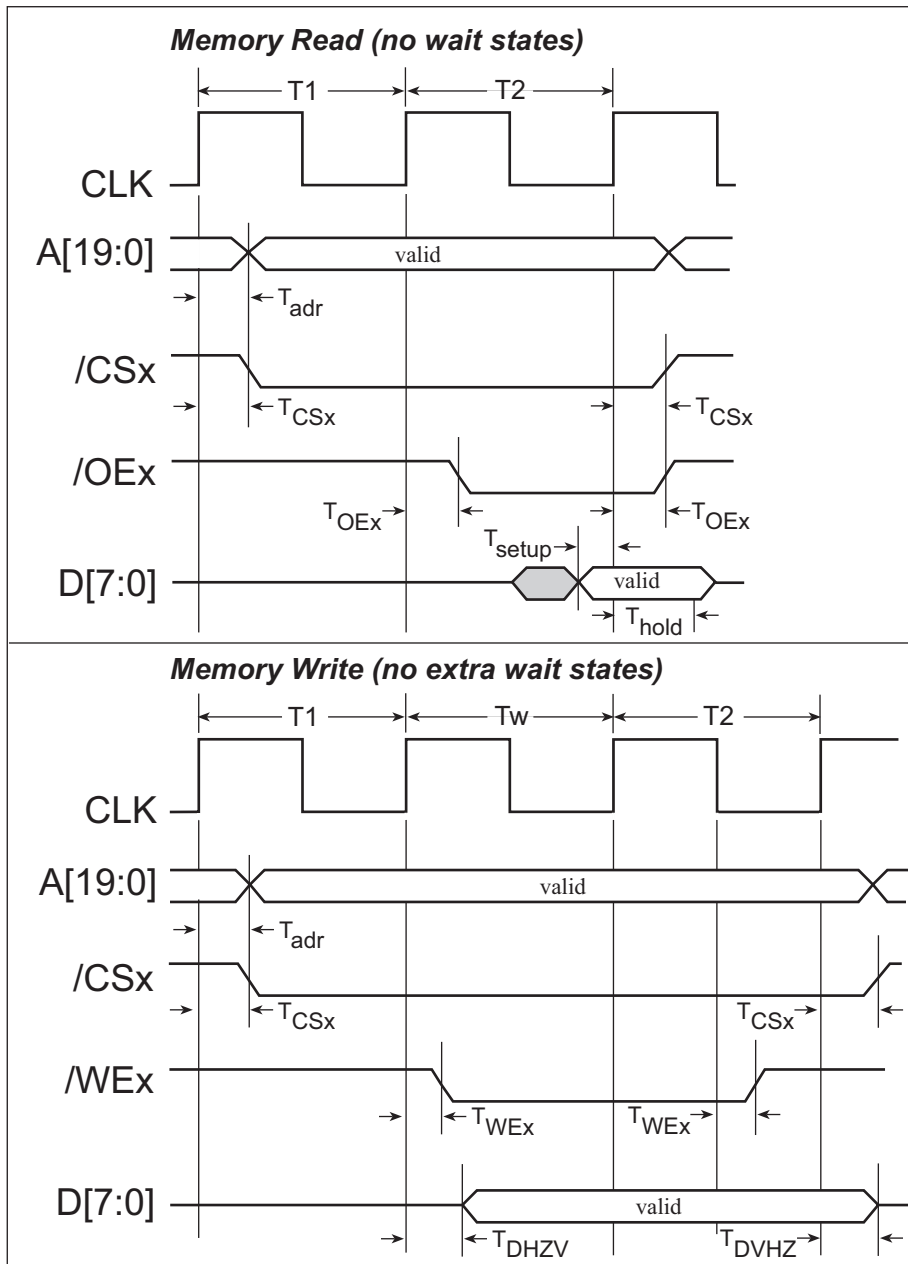 Memory Read (no wait states)
T1 T2
CLK
A[19:0] valid
Tadr
/CSx
TCSx TCSx
/OEx
TOEx TOEx
Tsetup
D[7:0] valid
Thold
Memory Write (no extra wait states)
T1 Tw T2
CLK
A[19:0] valid
Tadr
/CSx
TCSx TCSx
/WEx
TWEx TWEx
D[7:0] valid
TDHZV TDVHZ